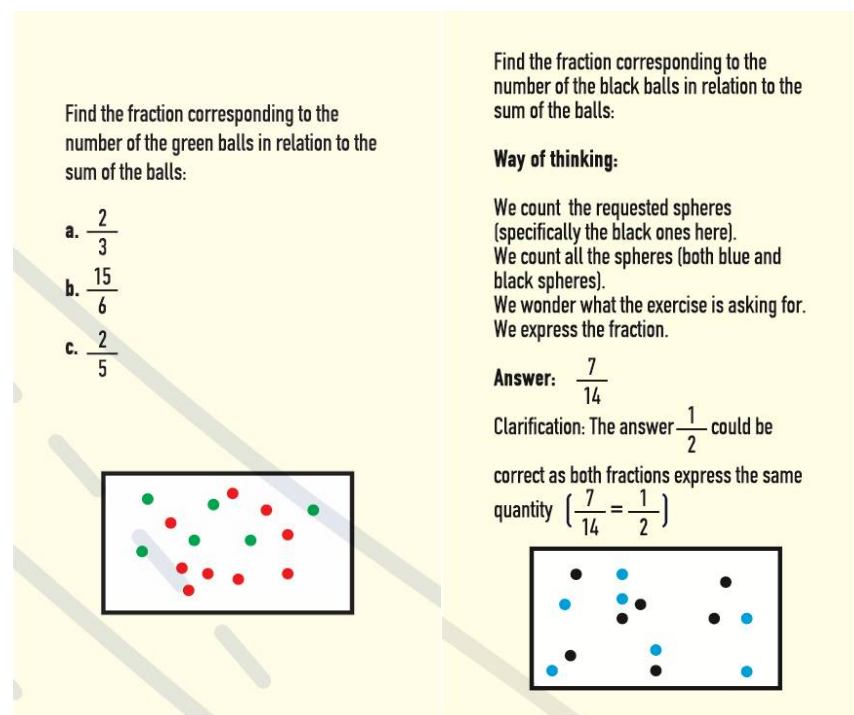 Find the fraction corresponding to the
number of the green balls in relation to the
sum of the balls:
a. 2/3
b. 15/6
c. 2/5
Find the fraction corresponding to the
number of the black balls in relation to the
sum of the balls:
Way of thinking:
We count the requested spheres
(specifically the black ones here).
We count all the spheres (both blue and
black spheres).
We wonder what the exercise is asking for.
We express the fraction.
Answer: 7/14
Clarification: The answer 1/2 could be
correct as both fractions express the same
quantity (7/14 = 1/2)